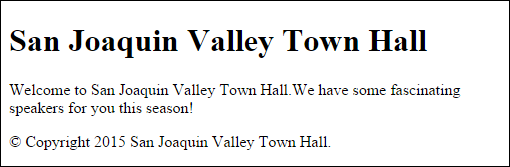 San Joaquin Valley Town Hall
Welcome to San Joaquin Valley Town Hall.We have some fascinating
speakers for you this season!
© Copyright 2015 San Joaquin Valley Town Hall.